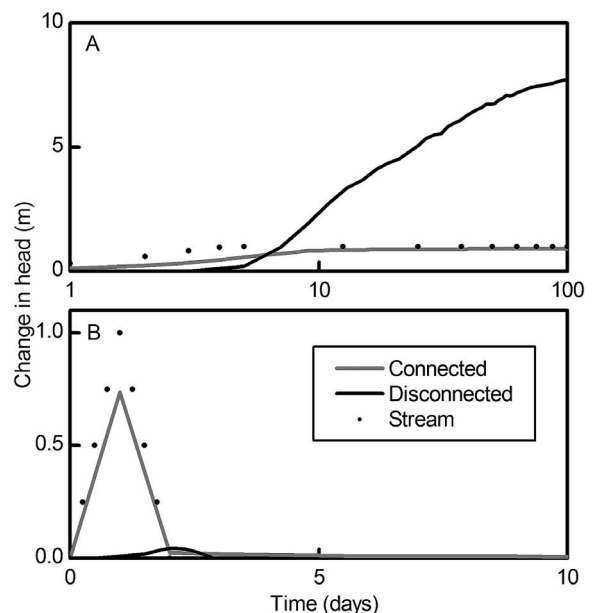 10
A
5
0
1
10
100
Change in head (m)
1.0
B
Connected
Disconnected
Stream
0.5
0.0
0
5
10
Time (days)